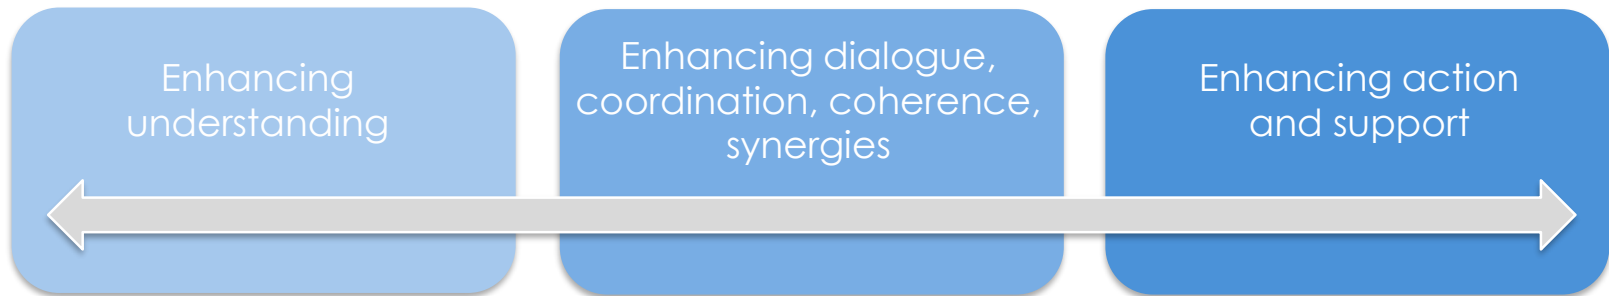 Enhancing
understanding
Enhancing dialogue,
coordination, coherence,
synergies
Enhancing action
and support